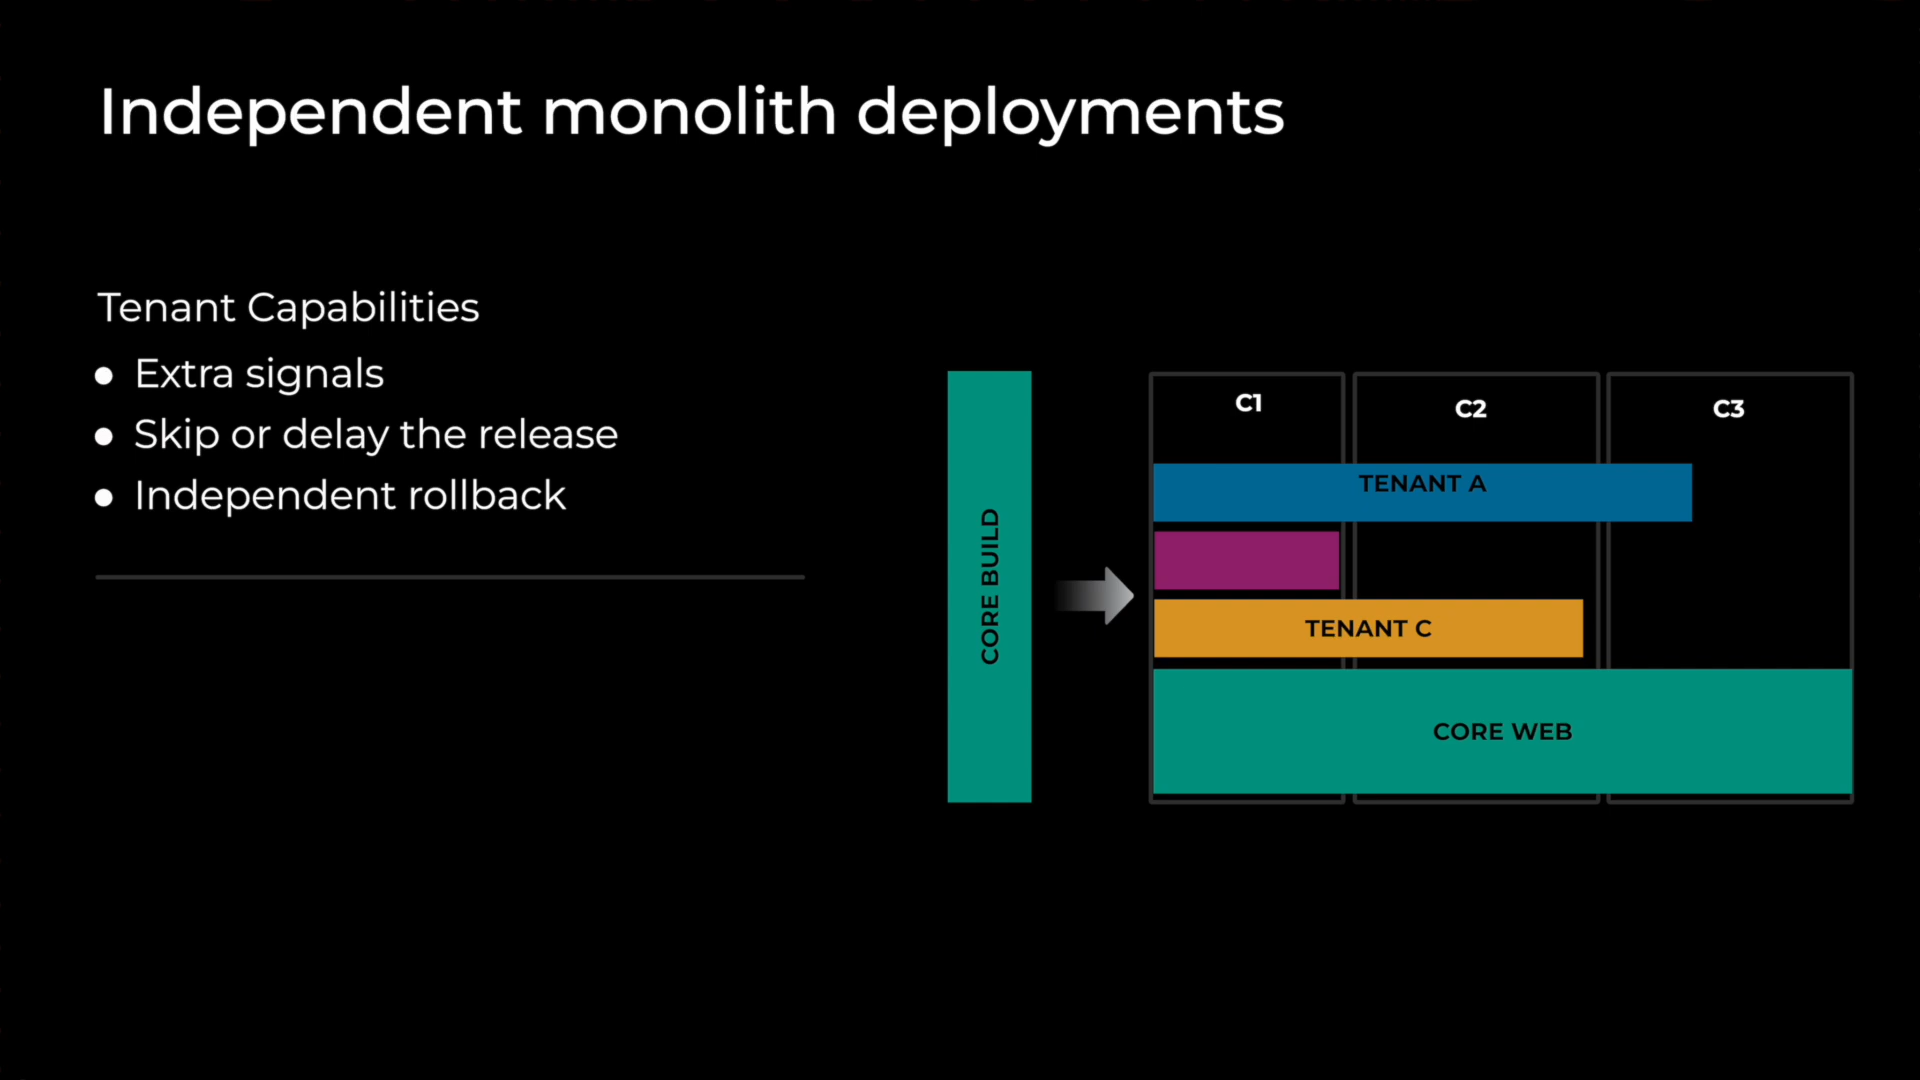 Independent monolith deployments
Tenant Capabilities
Extra signals
Skip or delay the release
Independent rollback
CORE BUILD
C1
C2
C3
TENANT A
TENANT C
CORE WEB